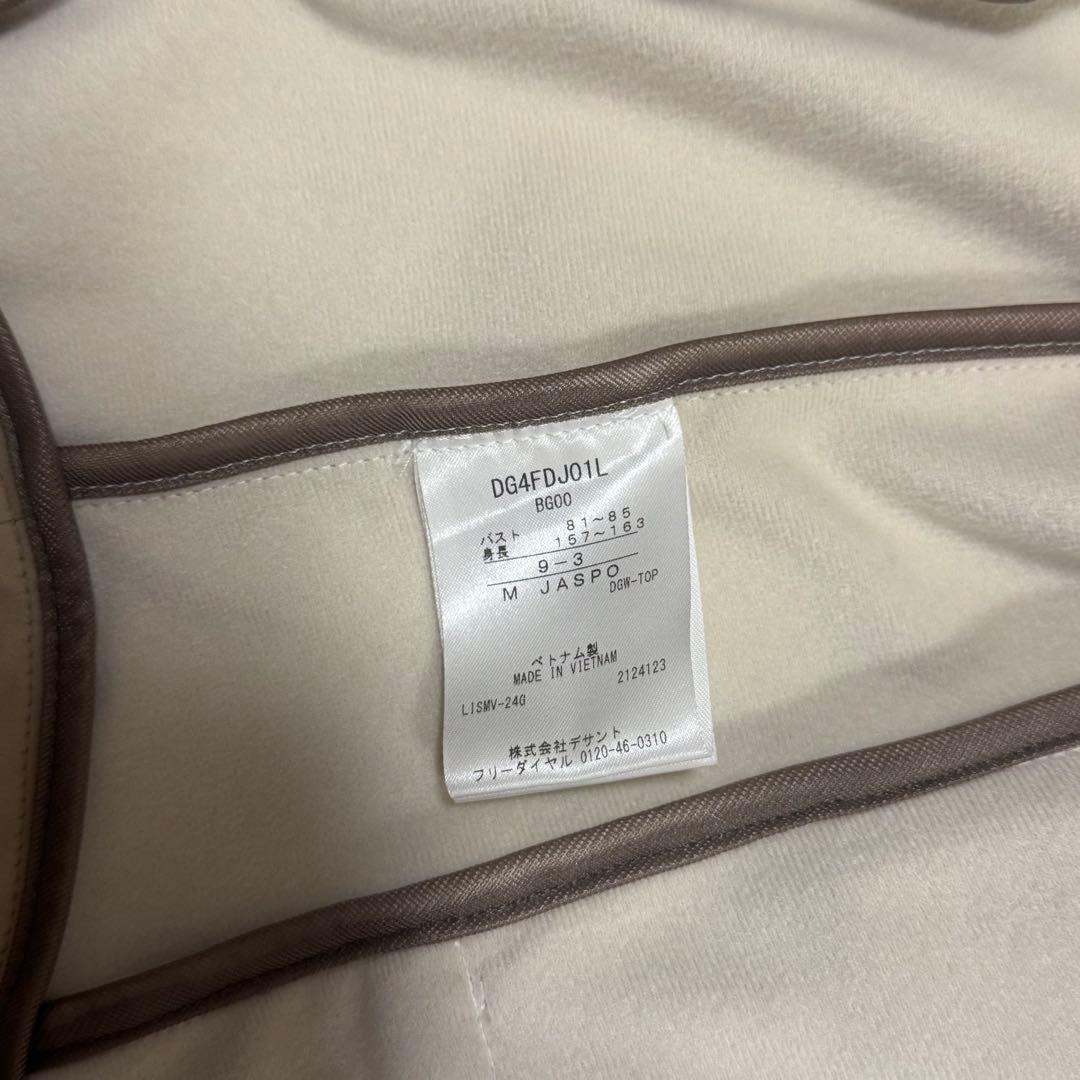 DG4FDJ01L
BG00
バスト 81～85
身長 157～163
9-3
M JASPO
DGW-TOP
ベトナム製
MADE IN VIETNAM
LISMV-24G 2124123
株式会社デサント
フリーダイヤル 0120-46-0310